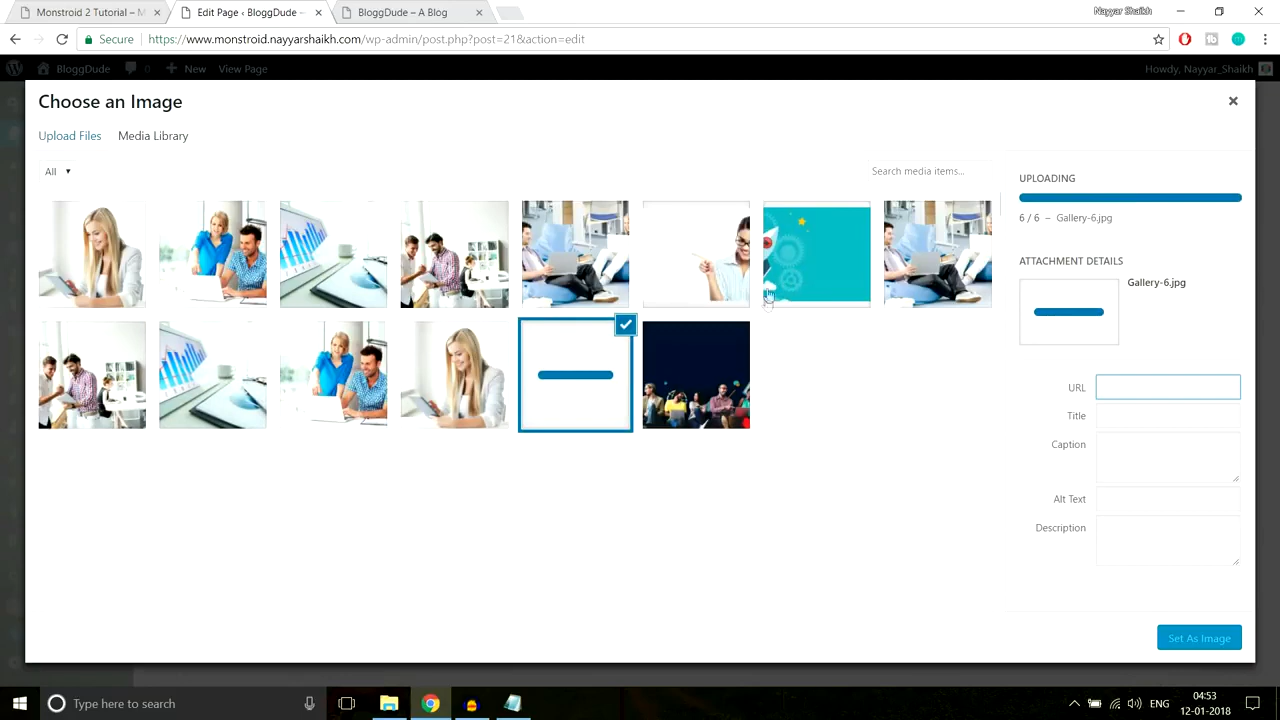 Monstroid 2 Tutorial – M
Edit Page ‹ BloggDude –
BloggDude – A Blog
Nayyar Shaikh
Secure
https://www.monstroid.nayyarshaikh.com/wp-admin/post.php?post=21&action=edit
BloggDude
0
New
View Page
Howdy, Nayyar_Shaikh
Choose an Image
Upload Files
Media Library
All
Search media items...
UPLOADING
6 / 6 – Gallery-6.jpg
ATTACHMENT DETAILS
Gallery-6.jpg
URL
Title
Caption
Alt Text
Description
Set As Image
Type here to search
ENG
04:53
12-01-2018